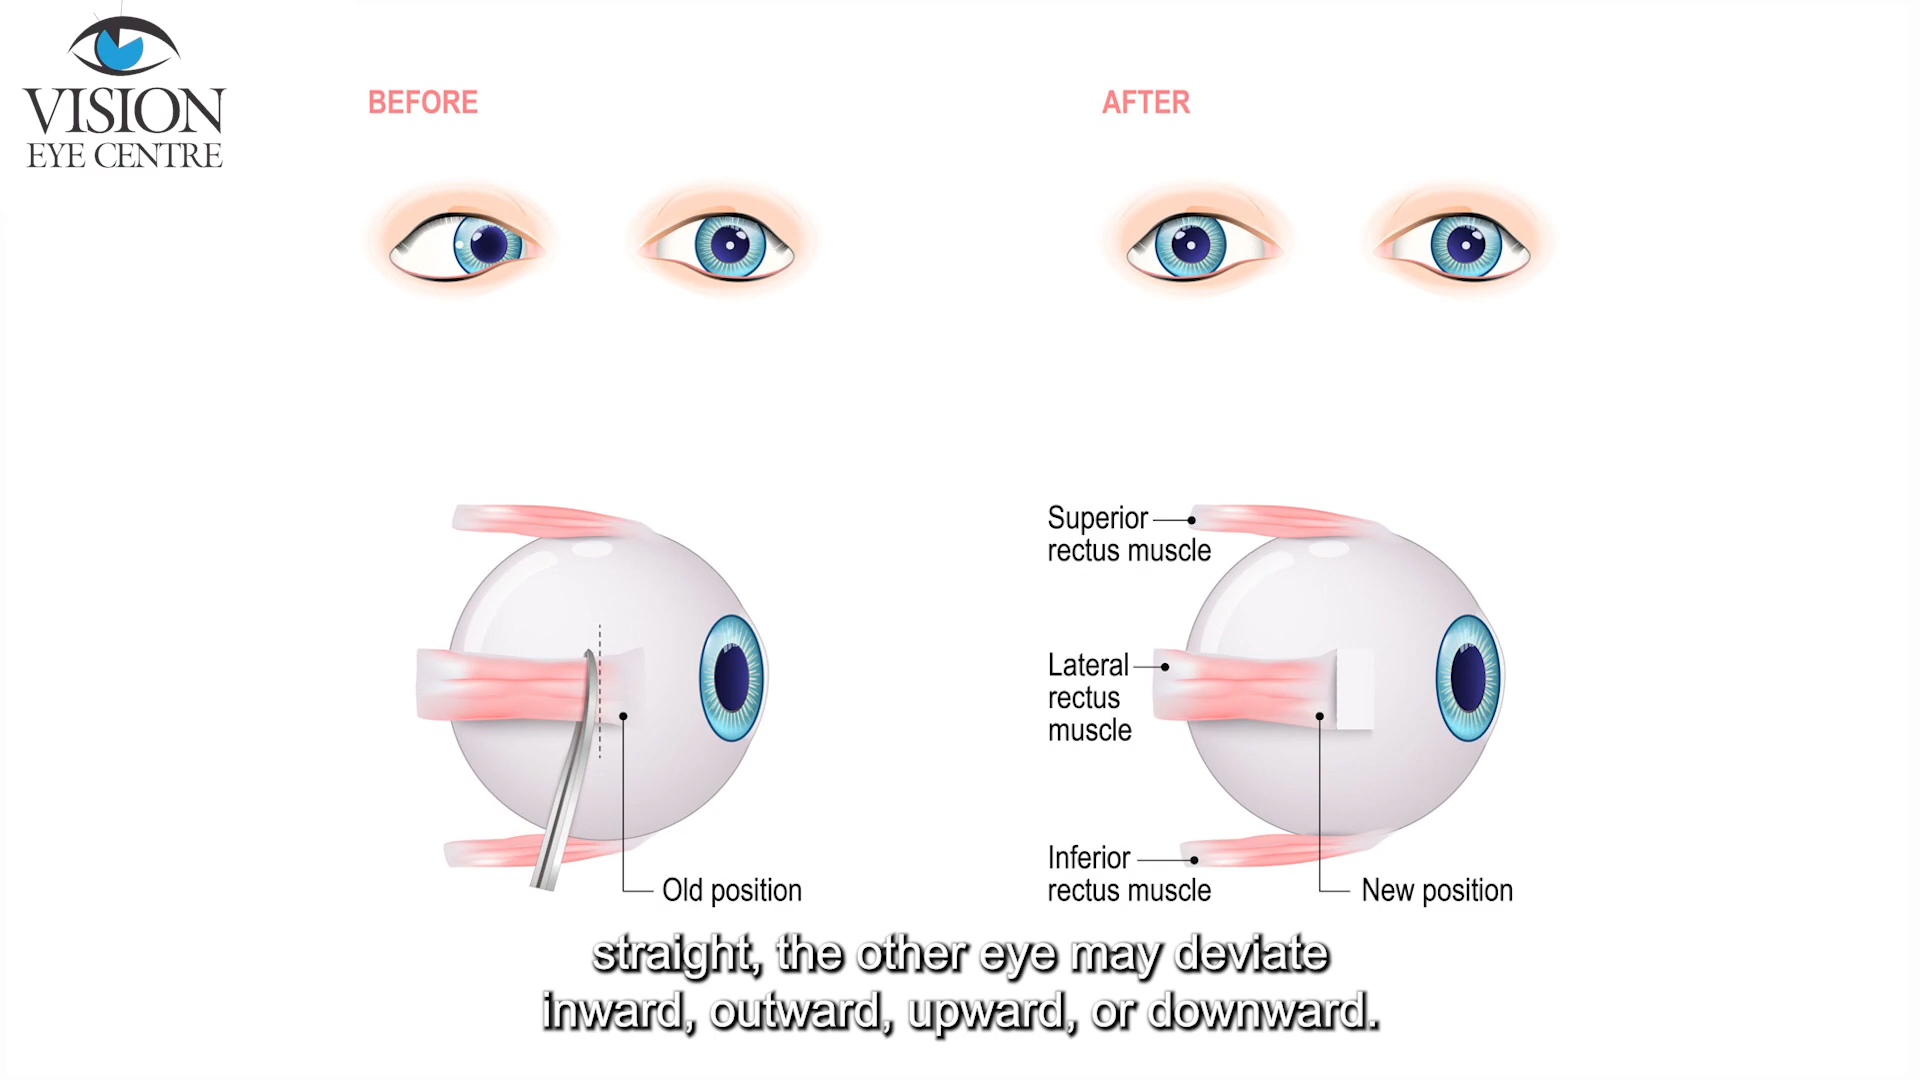 VISION
EYE CENTRE
BEFORE
AFTER
Superior
rectus muscle
Lateral
rectus
muscle
Inferior
rectus muscle
Old position
New position
straight, the other eye may deviate
inward, outward, upward, or downward.